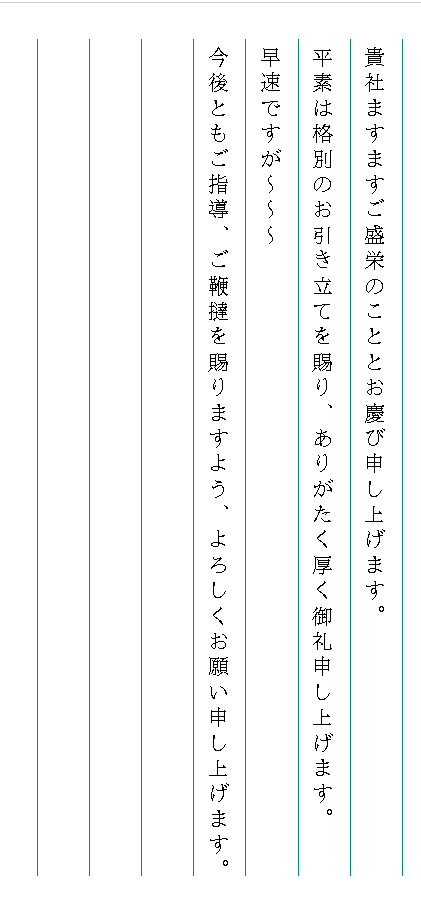 貴社ますますご盛栄のこととお慶び申し上げます。
平素は格別のお引き立てを賜り、ありがたく厚く御礼申し上げます。
早速ですが～～～
今後ともご指導、ご鞭撻を賜りますよう、よろしくお願い申し上げます。